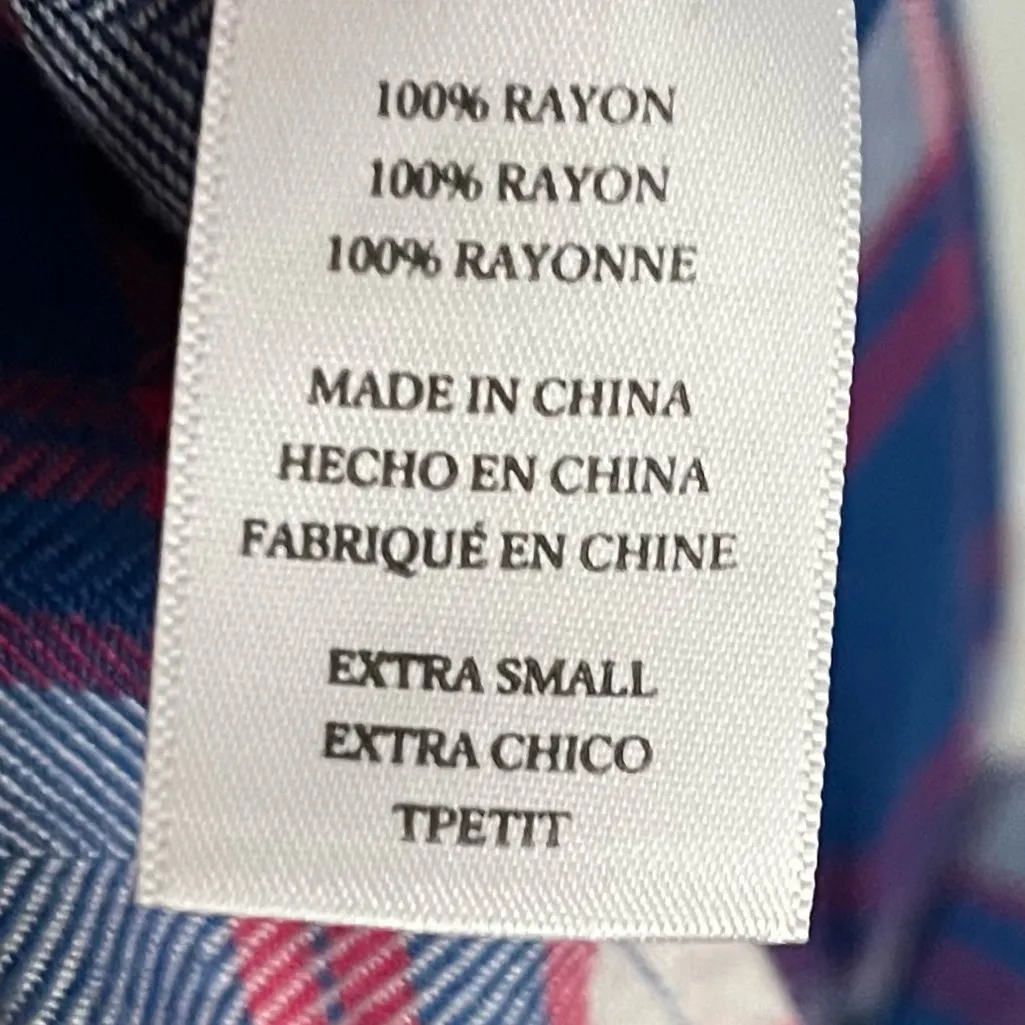 100% RAYON
100% RAYON
100% RAYONNE
MADE IN CHINA
HECHO EN CHINA
FABRIQUÉ EN CHINE
EXTRA SMALL
EXTRA CHICO
TPETIT